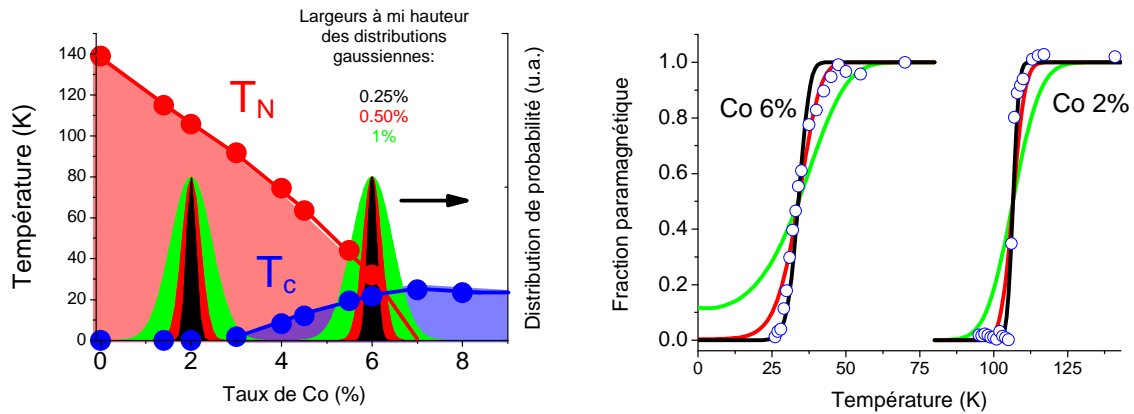 Largeurs à mi hauteur
des distributions
gaussiennes:
0.25%
0.50%
1%
T_N
T_c
Température (K)
140
120
100
80
60
40
20
0
0 2 4 6 8
Taux de Co (%)
Distribution de probabilité (u.a.)
Fraction paramagnétique
1.0
0.8
0.6
0.4
0.2
0.0
Co 6%
Co 2%
0 25 50 75 100 125
Température (K)